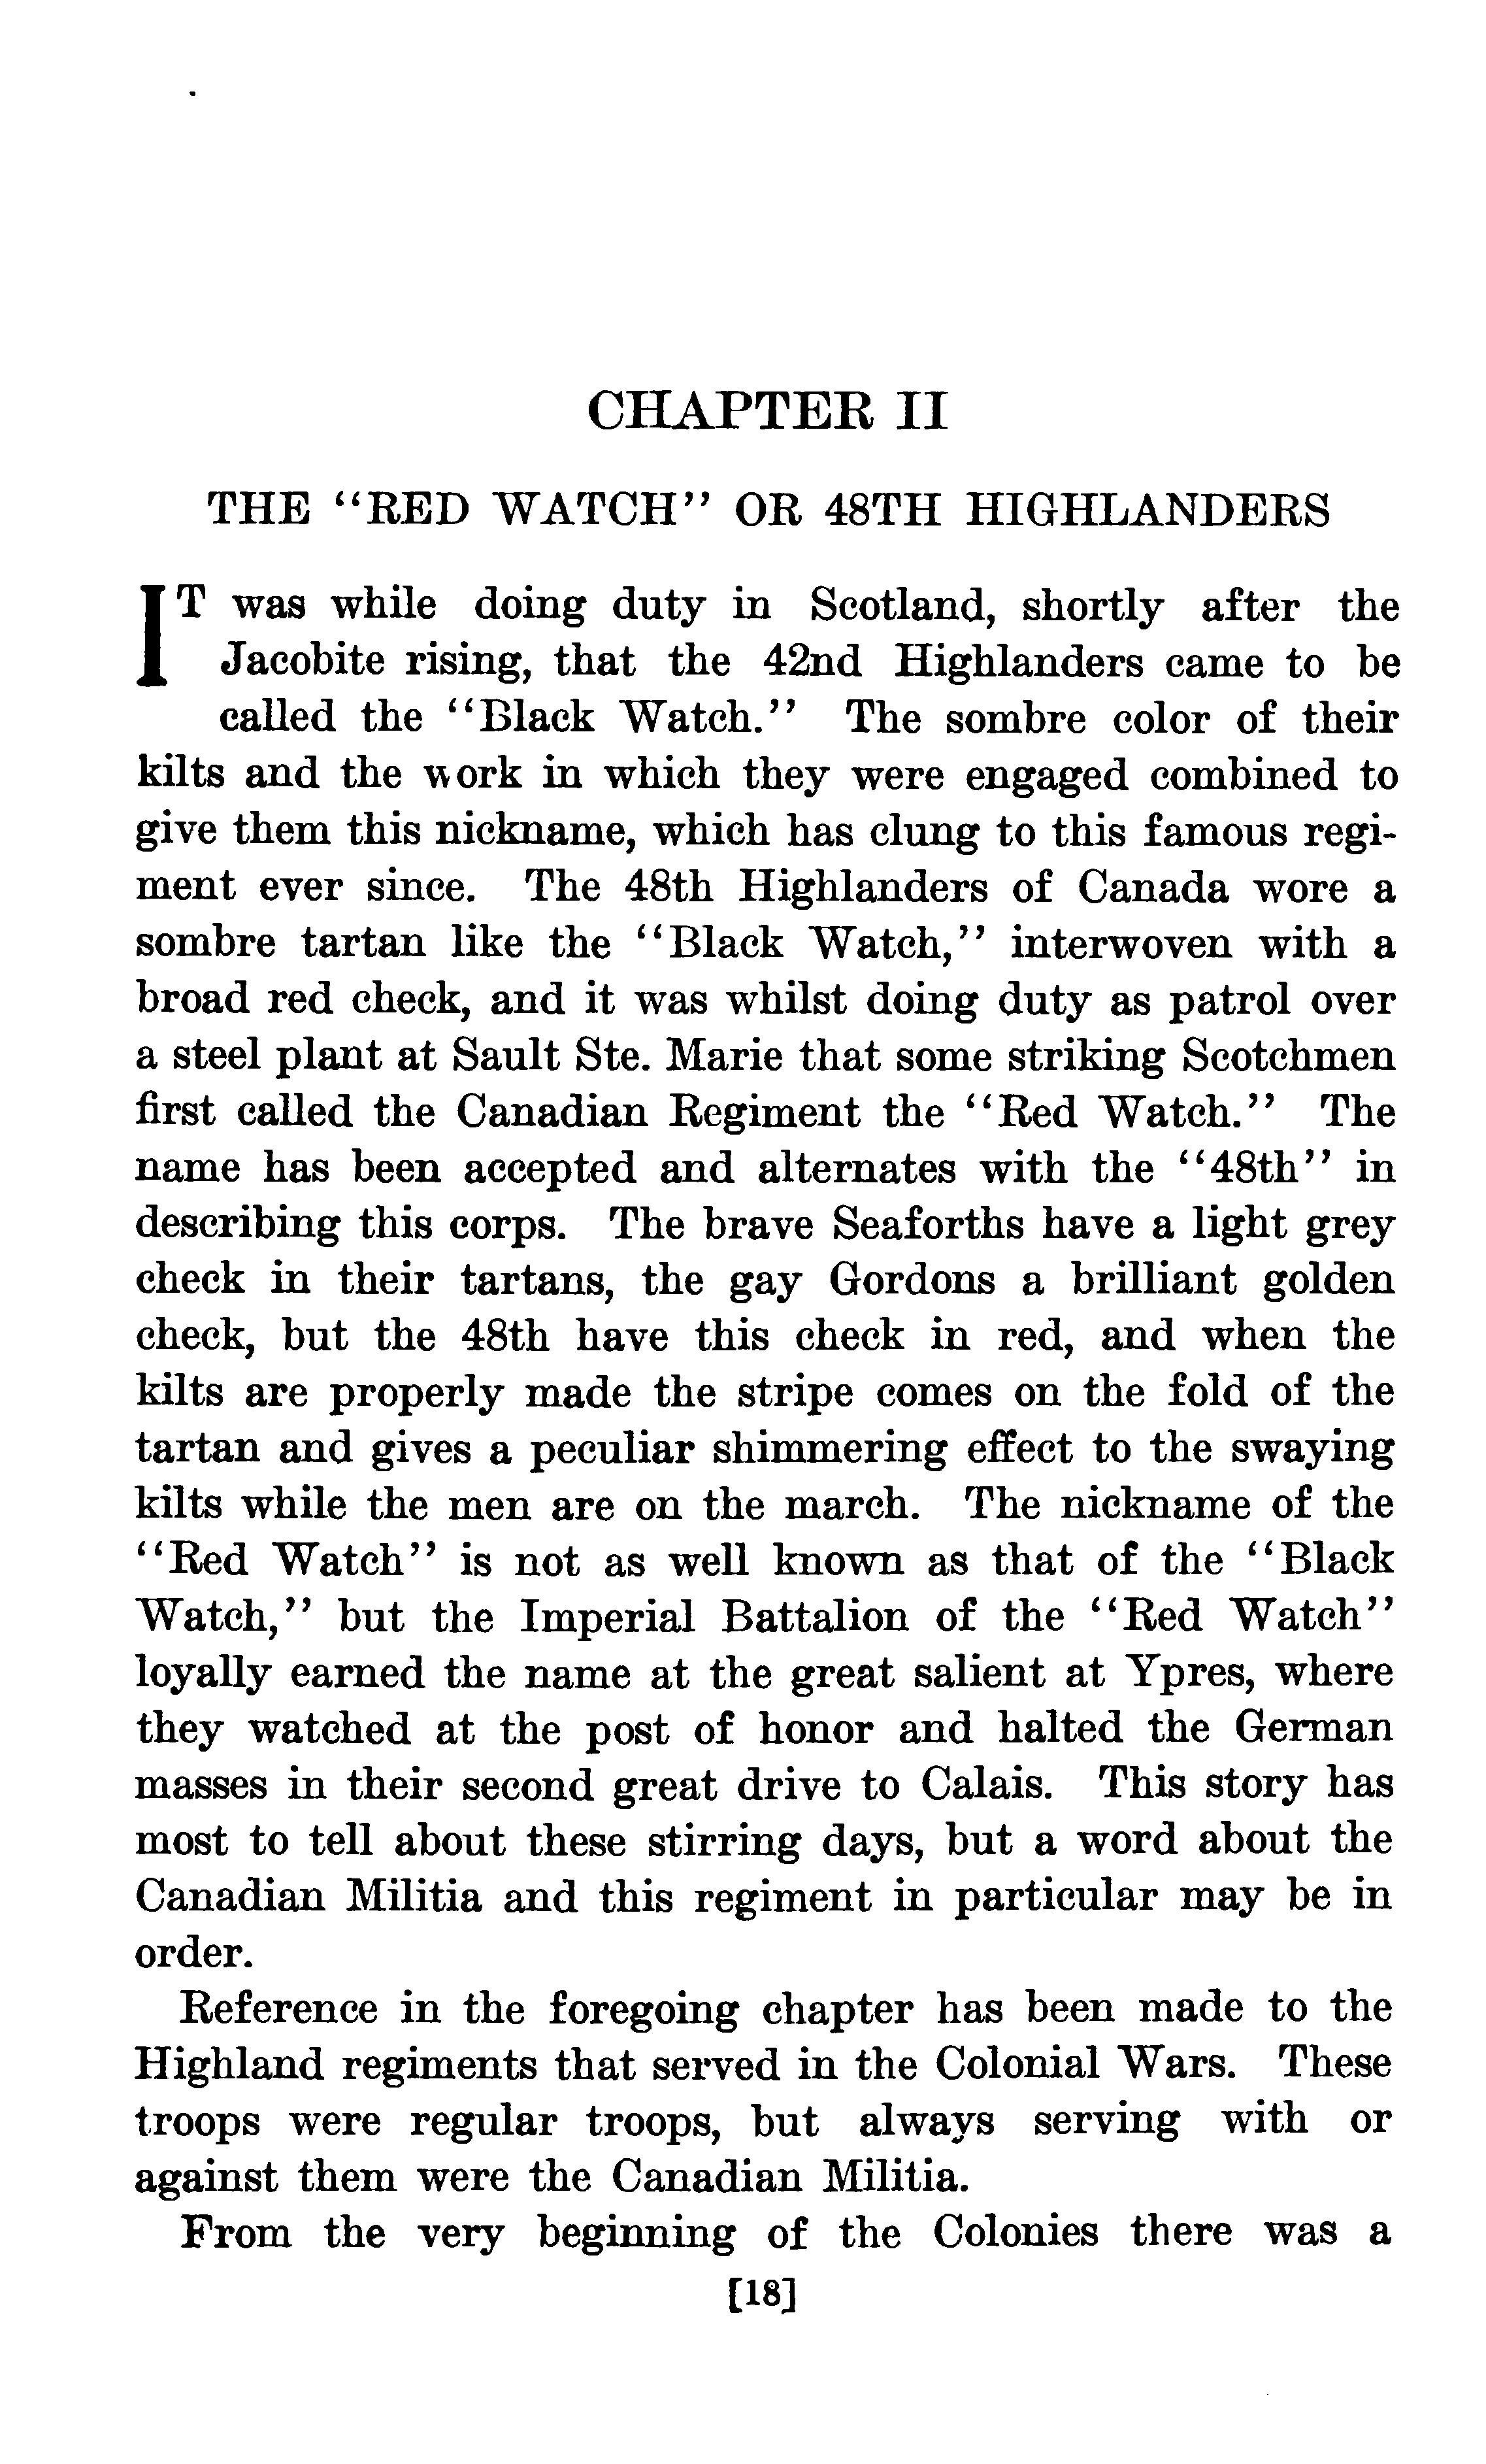 CHAPTER II
THE "RED WATCH" OR 48TH HIGHLANDERS
IT was while doing duty in Scotland, shortly after the
Jacobite rising, that the 42nd Highlanders came to be
called the "Black Watch." The sombre color of their
kilts and the work in which they were engaged combined to
give them this nickname, which has clung to this famous regi-
ment ever since. The 48th Highlanders of Canada wore a
sombre tartan like the "Black Watch," interwoven with a
broad red check, and it was whilst doing duty as patrol over
a steel plant at Sault Ste. Marie that some striking Scotchmen
first called the Canadian Regiment the "Red Watch." The
name has been accepted and alternates with the "48th" in
describing this corps. The brave Seaforths have a light grey
check in their tartans, the gay Gordons a brilliant golden
check, but the 48th have this check in red, and when the
kilts are properly made the stripe comes on the fold of the
tartan and gives a peculiar shimmering effect to the swaying
kilts while the men are on the march. The nickname of the
"Red Watch" is not as well known as that of the "Black
Watch," but the Imperial Battalion of the "Red Watch"
loyally earned the name at the great salient at Ypres, where
they watched at the post of honor and halted the German
masses in their second great drive to Calais. This story has
most to tell about these stirring days, but a word about the
Canadian Militia and this regiment in particular may be in
order.
Reference in the foregoing chapter has been made to the
Highland regiments that served in the Colonial Wars. These
troops were regular troops, but always serving with or
against them were the Canadian Militia.
From the very beginning of the Colonies there was a
[18]